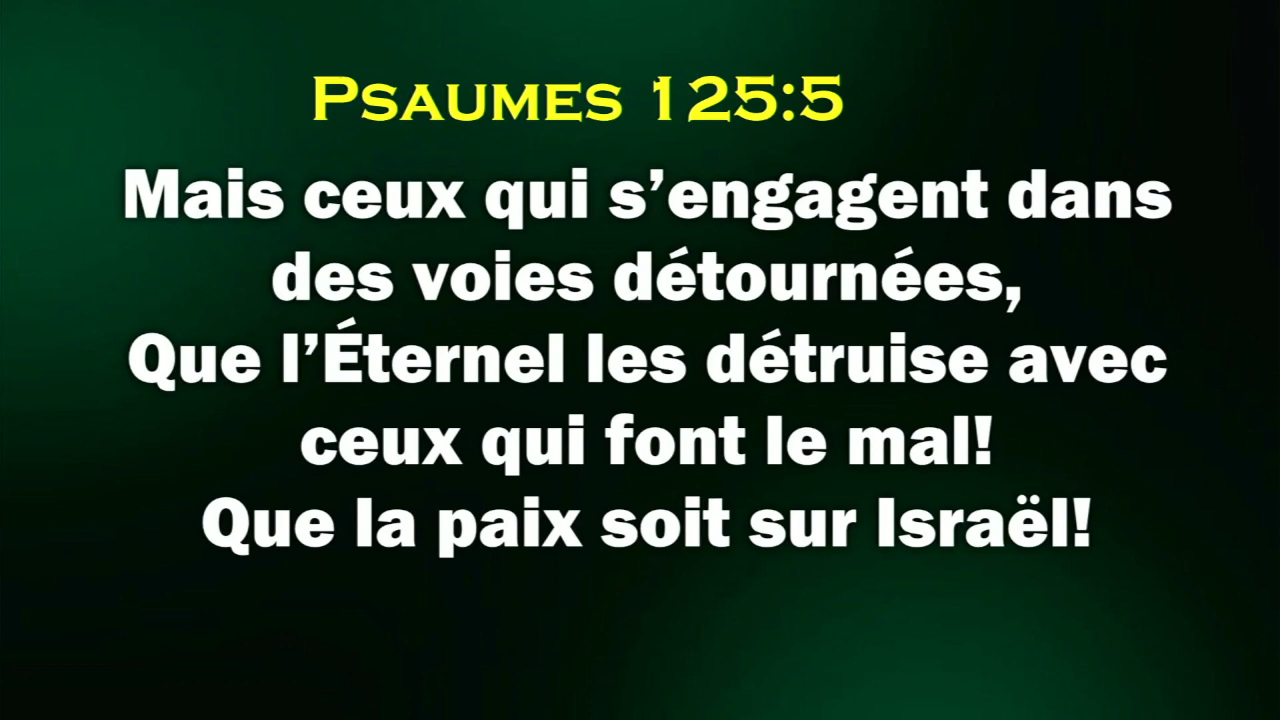 Psaumes 125:5
Mais ceux qui s’engagent dans
des voies détournées,
Que l’Éternel les détruise avec
ceux qui font le mal!
Que la paix soit sur Israël!